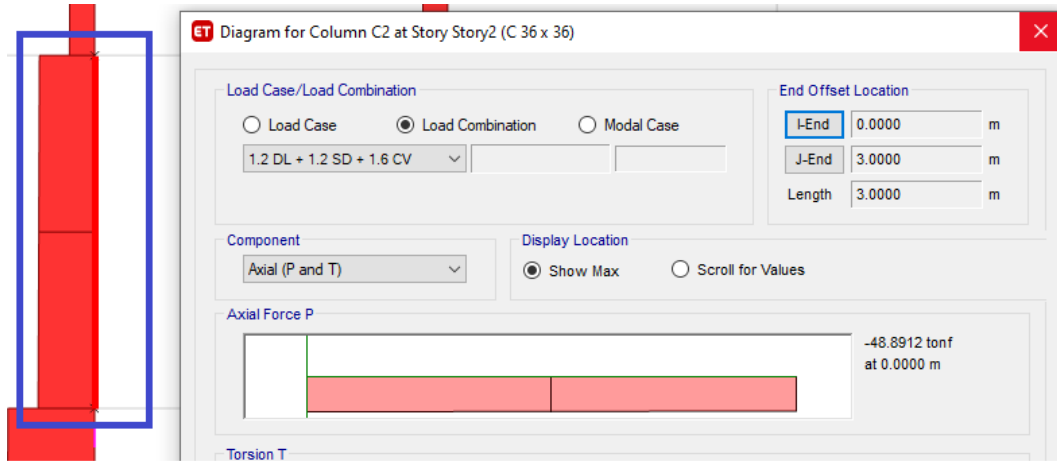 ET Diagram for Column C2 at Story Story2 (C 36 x 36)
Load Case/Load Combination
Load Case Load Combination Modal Case
1.2 DL + 1.2 SD + 1.6 CV
End Offset Location
I-End 0.0000 m
J-End 3.0000 m
Length 3.0000 m
Component
Axial (P and T)
Display Location
Show Max Scroll for Values
Axial Force P
-48.8912 tonf
at 0.0000 m
Torsion T